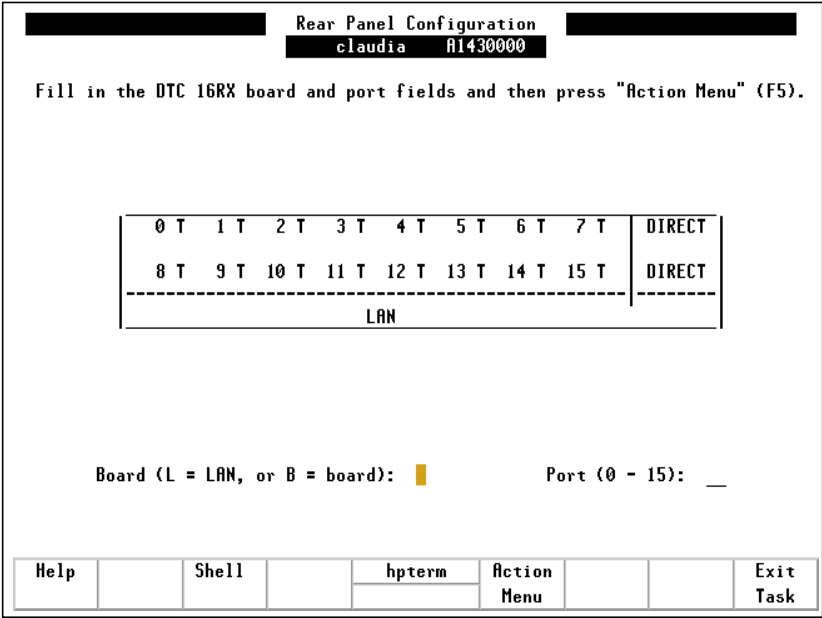 Rear Panel Configuration
claudia A1430000
Fill in the DTC 16RX board and port fields and then press "Action Menu" (F5).
0 T 1 T 2 T 3 T 4 T 5 T 6 T 7 T DIRECT
8 T 9 T 10 T 11 T 12 T 13 T 14 T 15 T DIRECT
LAN
Board (L = LAN, or B = board): Port (0 - 15): __
Help Shell hpterm Action Menu Exit Task